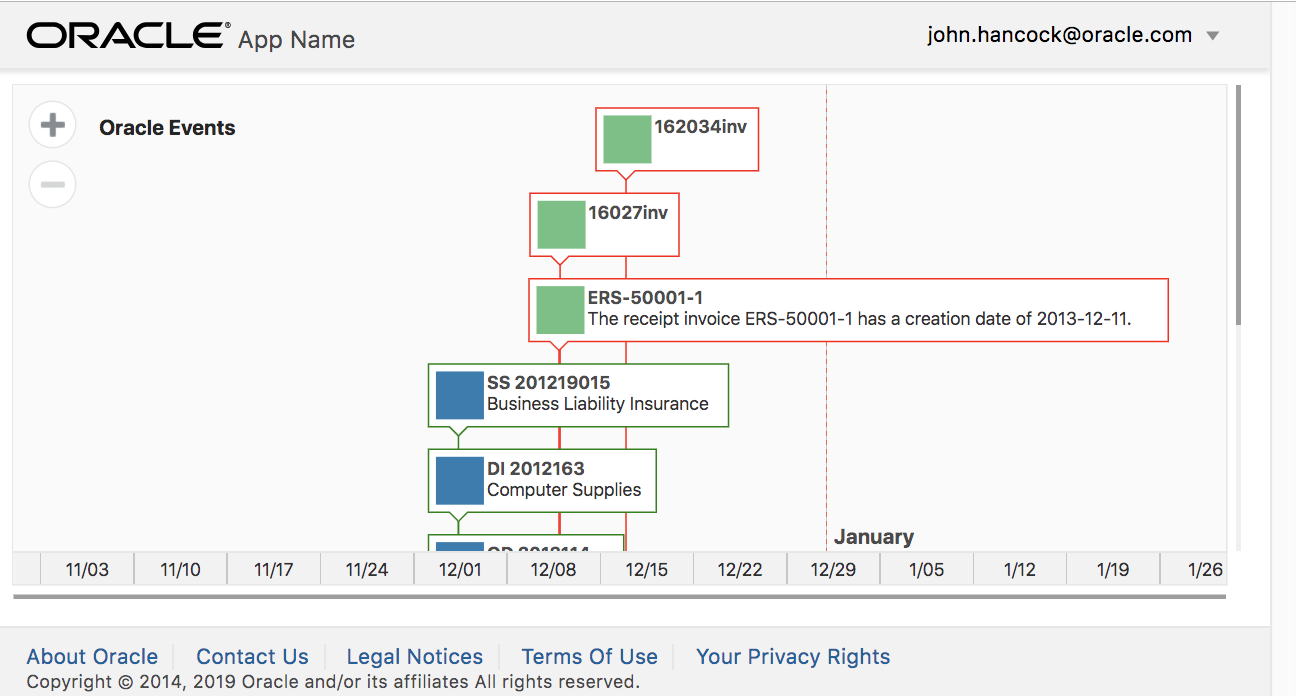 ORACLE® App Name
john.hancock@oracle.com
Oracle Events
162034inv
16027inv
ERS-50001-1
The receipt invoice ERS-50001-1 has a creation date of 2013-12-11.
SS 201219015
Business Liability Insurance
DI 2012163
Computer Supplies
January
11/03 11/10 11/17 11/24 12/01 12/08 12/15 12/22 12/29 1/05 1/12 1/19 1/26
About Oracle Contact Us Legal Notices Terms Of Use Your Privacy Rights
Copyright © 2014, 2019 Oracle and/or its affiliates All rights reserved.